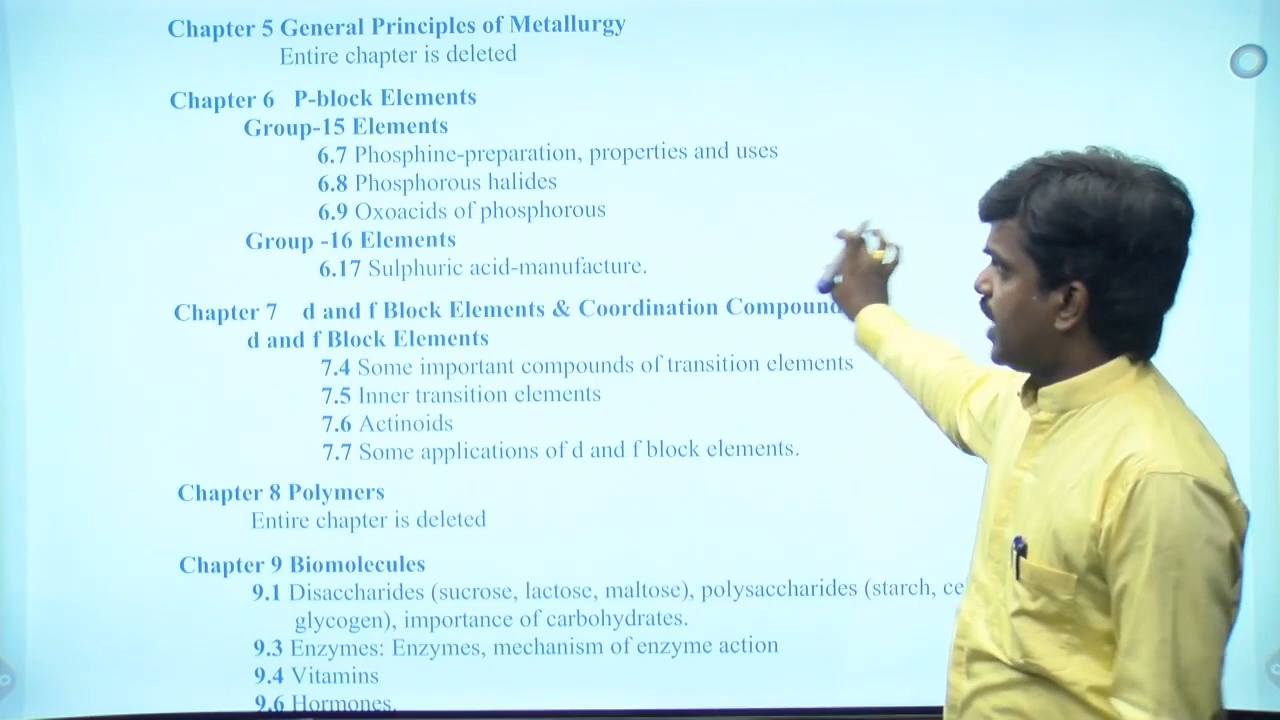 Chapter 5 General Principles of Metallurgy
Entire chapter is deleted
Chapter 6 P-block Elements
Group-15 Elements
6.7 Phosphine-preparation, properties and uses
6.8 Phosphorous halides
6.9 Oxoacids of phosphorous
Group -16 Elements
6.17 Sulphuric acid-manufacture.
Chapter 7 d and f Block Elements & Coordination Compound
d and f Block Elements
7.4 Some important compounds of transition elements
7.5 Inner transition elements
7.6 Actinoids
7.7 Some applications of d and f block elements.
Chapter 8 Polymers
Entire chapter is deleted
Chapter 9 Biomolecules
9.1 Disaccharides (sucrose, lactose, maltose), polysaccharides (starch,
glycogen), importance of carbohydrates.
9.3 Enzymes: Enzymes, mechanism of enzyme action
9.4 Vitamins
9.6 Hormones.